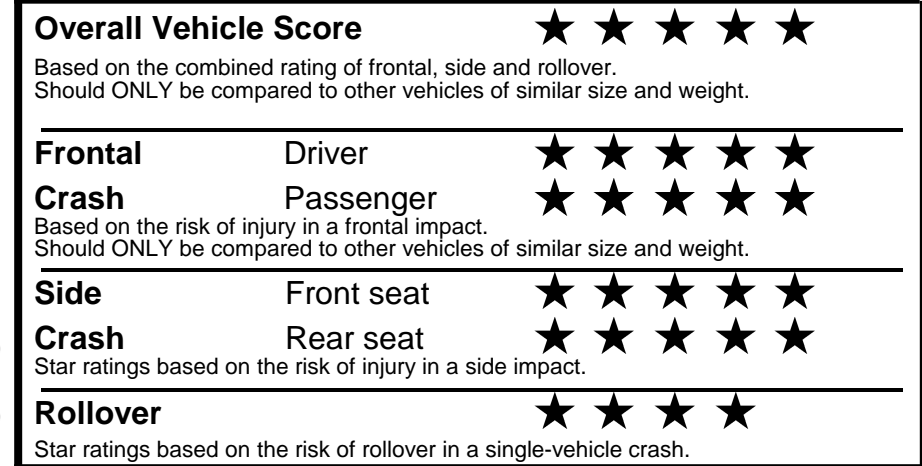 Overall Vehicle Score ★ ★ ★ ★ ★
Based on the combined rating of frontal, side and rollover.
Should ONLY be compared to other vehicles of similar size and weight.
Frontal Driver ★ ★ ★ ★ ★
Crash Passenger ★ ★ ★ ★ ★
Based on the risk of injury in a frontal impact.
Should ONLY be compared to other vehicles of similar size and weight.
Side Front seat ★ ★ ★ ★ ★
Crash Rear seat ★ ★ ★ ★ ★
Star ratings based on the risk of injury in a side impact.
Rollover ★ ★ ★ ★
Star ratings based on the risk of rollover in a single-vehicle crash.